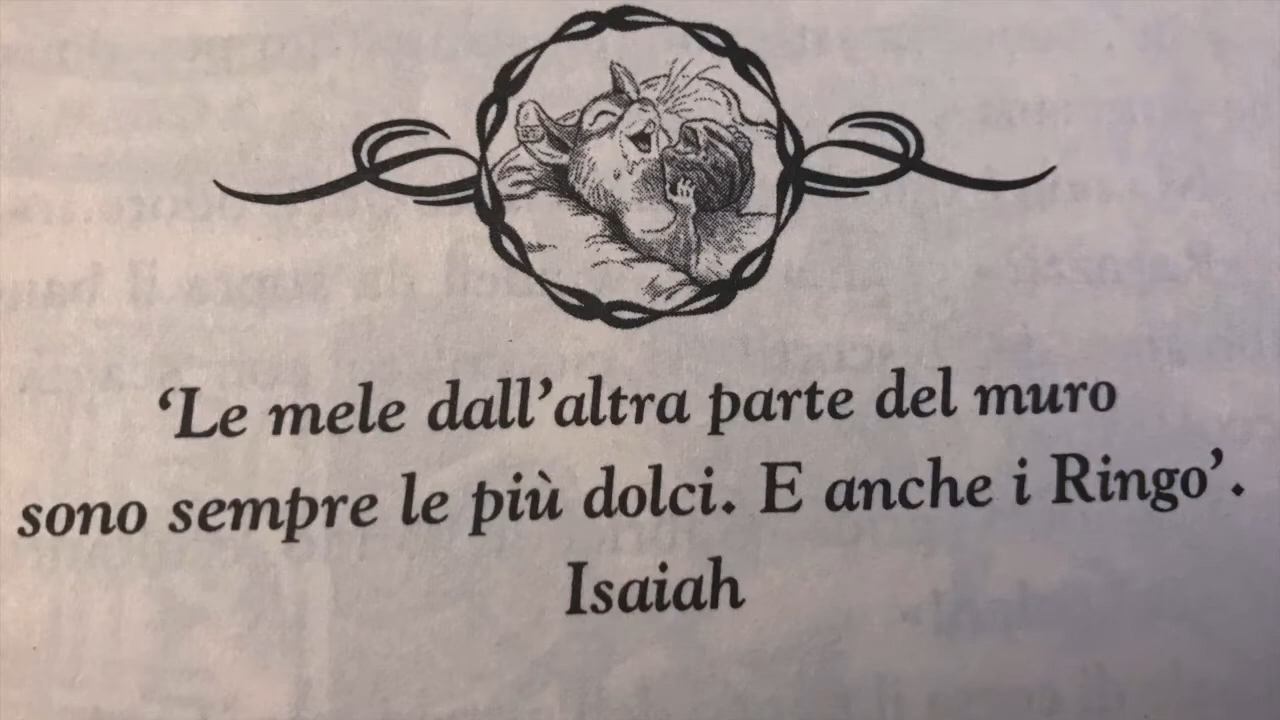 ‘Le mele dall’altra parte del muro
sono sempre le più dolci. E anche i Ringo’.
Isaiah